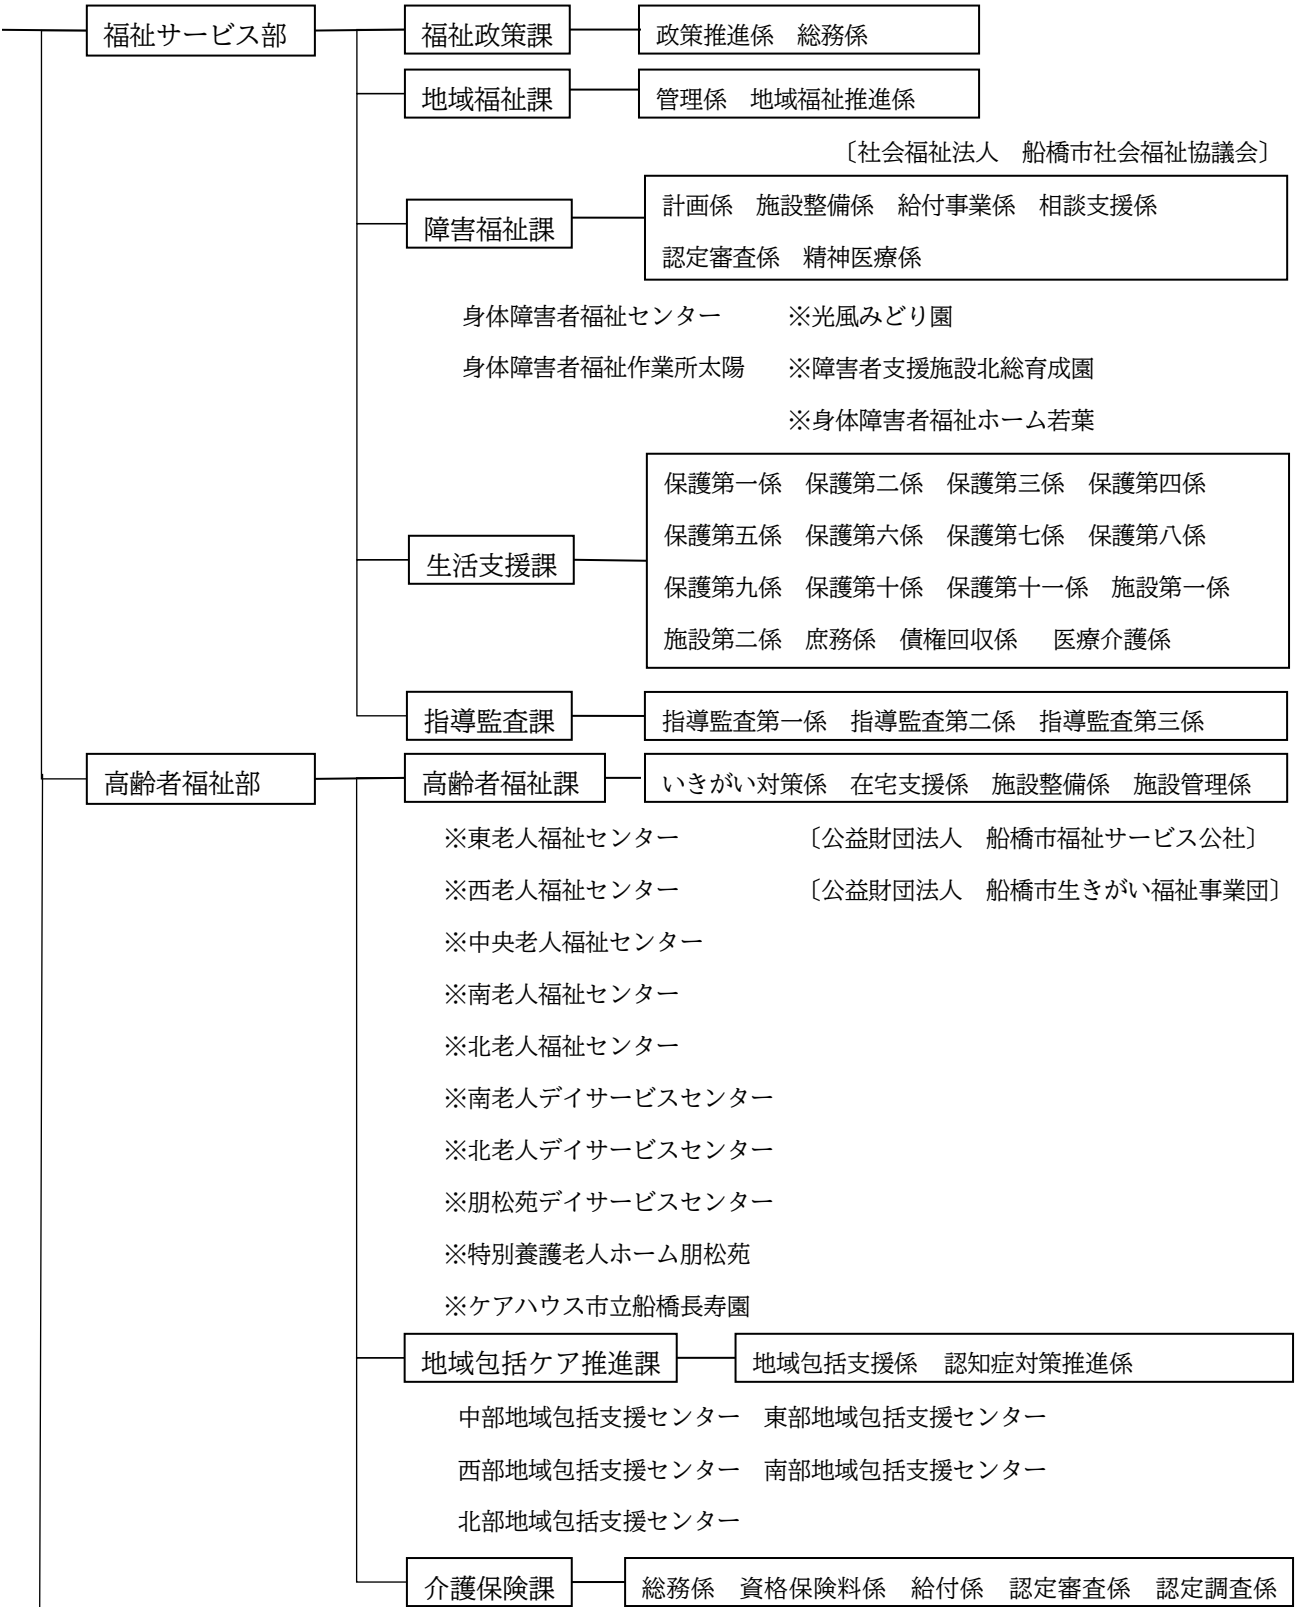 福祉サービス部　福祉政策課　政策推進係　総務係
地域福祉課　管理係　地域福祉推進係
〔社会福祉法人　船橋市社会福祉協議会〕
障害福祉課　計画係　施設整備係　給付事業係　相談支援係
認定審査係　精神医療係
身体障害者福祉センター　※光風みどり園
身体障害者福祉作業所太陽　※障害者支援施設北総育成園
※身体障害者福祉ホーム若葉
保護第一係　保護第二係　保護第三係　保護第四係
保護第五係　保護第六係　保護第七係　保護第八係
生活支援課
保護第九係　保護第十係　保護第十一係　施設第一係
施設第二係　庶務係　債権回収係　医療介護係
指導監査課　指導監査第一係　指導監査第二係　指導監査第三係
高齢者福祉部　高齢者福祉課　いきがい対策係　在宅支援係　施設整備係　施設管理係
※東老人福祉センター　〔公益財団法人　船橋市福祉サービス公社〕
※西老人福祉センター　〔公益財団法人　船橋市生きがい福祉事業団〕
※中央老人福祉センター
※南老人福祉センター
※北老人福祉センター
※南老人デイサービスセンター
※北老人デイサービスセンター
※朋松苑デイサービスセンター
※特別養護老人ホーム朋松苑
※ケアハウス市立船橋長寿園
地域包括ケア推進課　地域包括支援係　認知症対策推進係
中部地域包括支援センター　東部地域包括支援センター
西部地域包括支援センター　南部地域包括支援センター
北部地域包括支援センター
介護保険課　総務係　資格保険料係　給付係　認定審査係　認定調査係